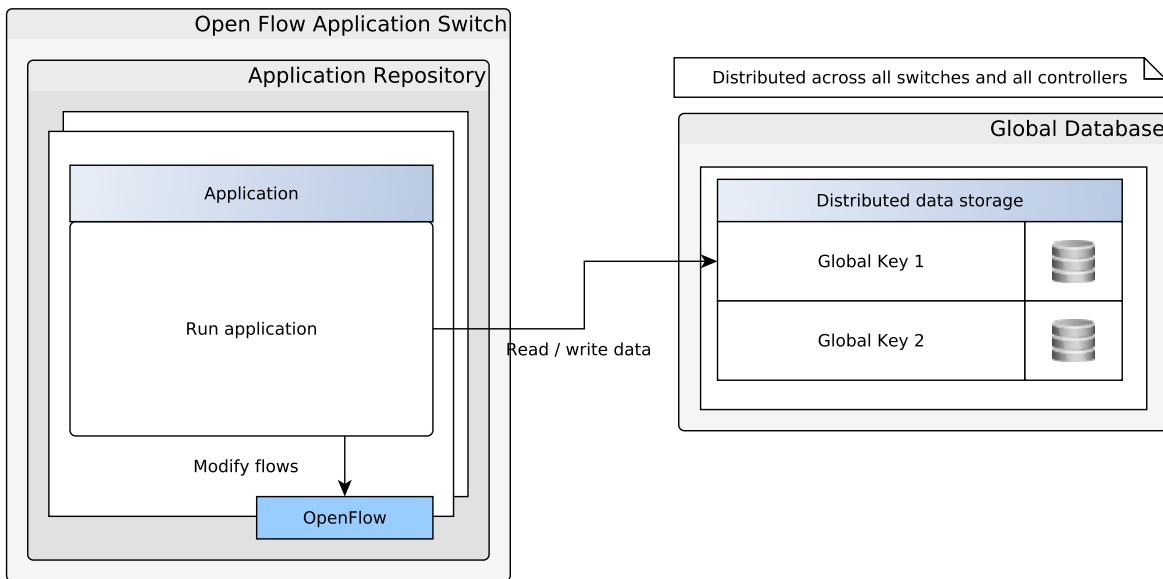 Open Flow Application Switch
Application Repository
Application
Run application
Modify flows
OpenFlow
Read / write data
Distributed across all switches and all controllers
Global Database
Distributed data storage
Global Key 1
Global Key 2